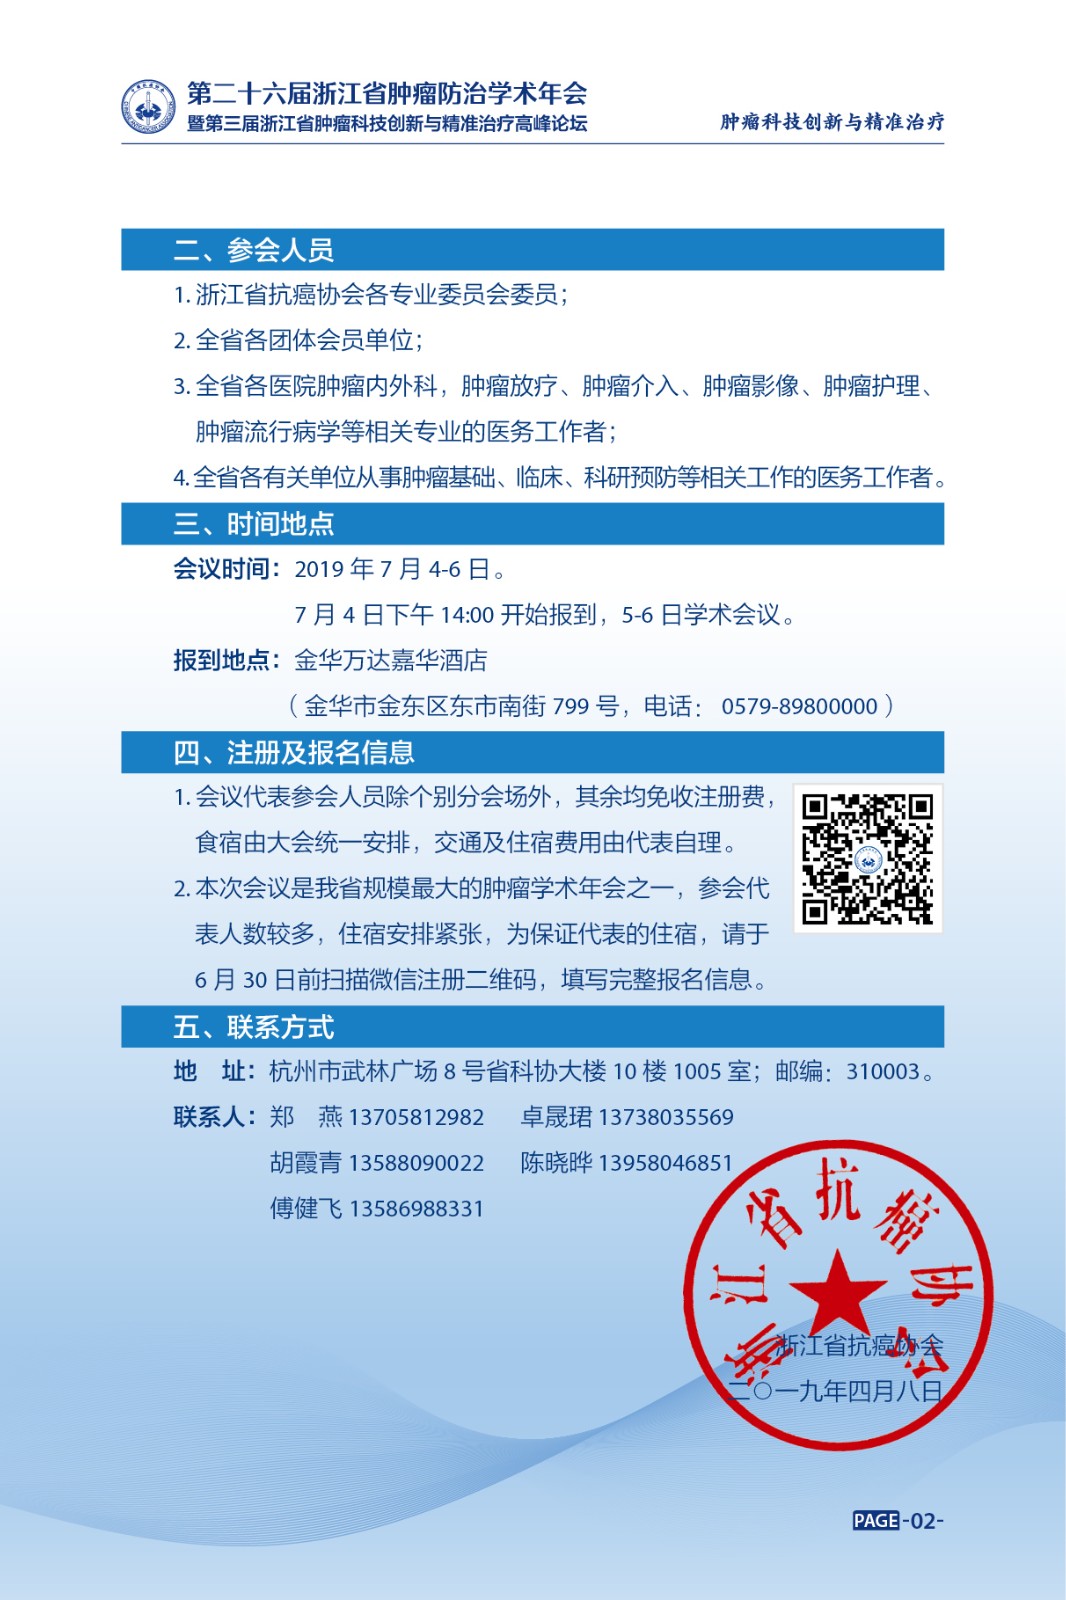 第二十六届浙江省肿瘤防治学术年会
暨第三届浙江省肿瘤科技创新与精准治疗高峰论坛
肿瘤科技创新与精准治疗
二、参会人员
1. 浙江省抗癌协会各专业委员会委员；
2. 全省各团体会员单位；
3. 全省各医院肿瘤内外科，肿瘤放疗、肿瘤介入、肿瘤影像、肿瘤护理、
肿瘤流行病学等相关专业的医务工作者；
4. 全省各有关单位从事肿瘤基础、临床、科研预防等相关工作的医务工作者。
三、时间地点
会议时间：2019 年 7 月 4-6 日。
7 月 4 日下午 14:00 开始报到，5-6 日学术会议。
报到地点：金华万达嘉华酒店
（金华市金东区东市南街 799 号，电话：0579-89800000）
四、注册及报名信息
1. 会议代表参会人员除个别分会场外，其余均免收注册费，
食宿由大会统一安排，交通及住宿费用由代表自理。
2. 本次会议是我省规模最大的肿瘤学术年会之一，参会代
表人数较多，住宿安排紧张，为保证代表的住宿，请于
6 月 30 日前扫描微信注册二维码，填写完整报名信息。
五、联系方式
地　址：杭州市武林广场 8 号省科协大楼 10 楼 1005 室；邮编：310003。
联系人：郑　燕 13705812982　卓晟珺 13738035569
胡霞青 13588090022　陈晓晔 13958046851
傅健飞 13586988331
浙江省抗癌协会
浙江省抗癌协会
二〇一九年四月八日
PAGE -02-